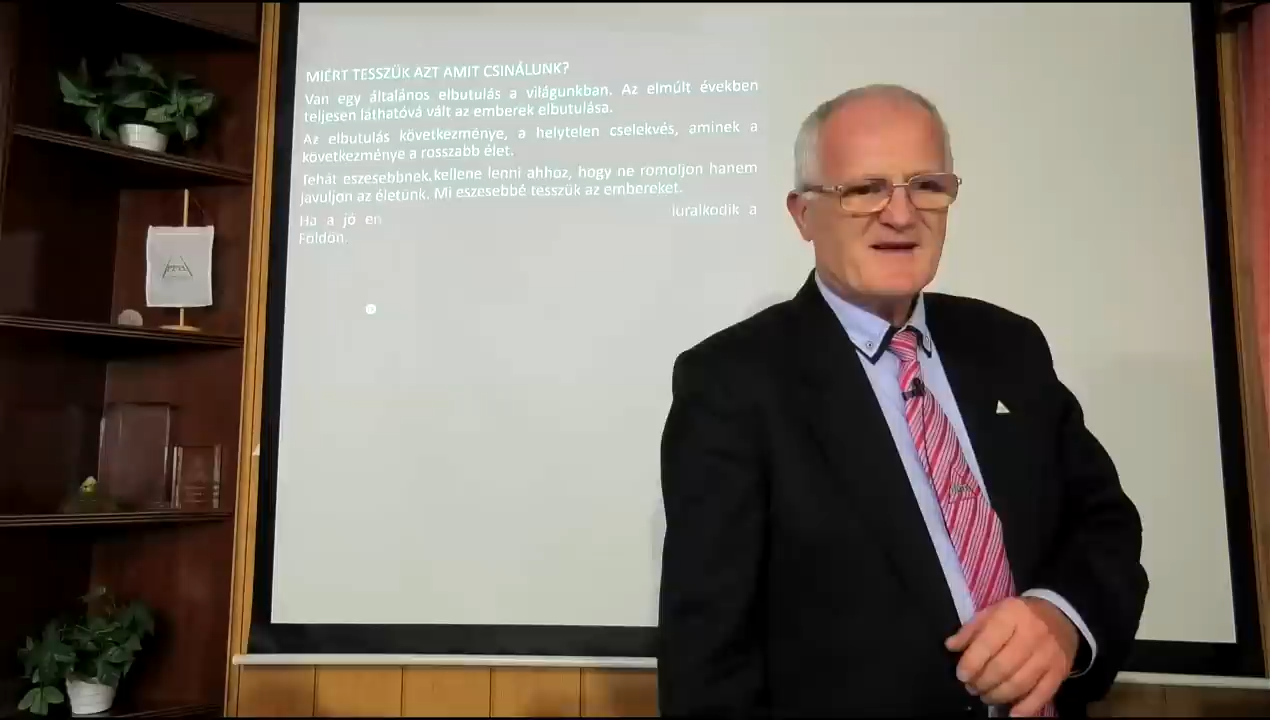 MIÉRT TESSZÜK AZT AMIT CSINÁLUNK?
Van egy általános elbutulás a világunkban. Az elmúlt években
teljesen láthatóvá vált az emberek elbutulása.
Az elbutulás következménye, a helytelen cselekvés, aminek a
következménye a rosszabb élet.
Tehát eszesebbnek kellene lenni ahhoz, hogy ne romoljon hanem
javuljon az életünk. Mi eszesebbé tesszük az embereket.
Ha a jó
a
Földön.